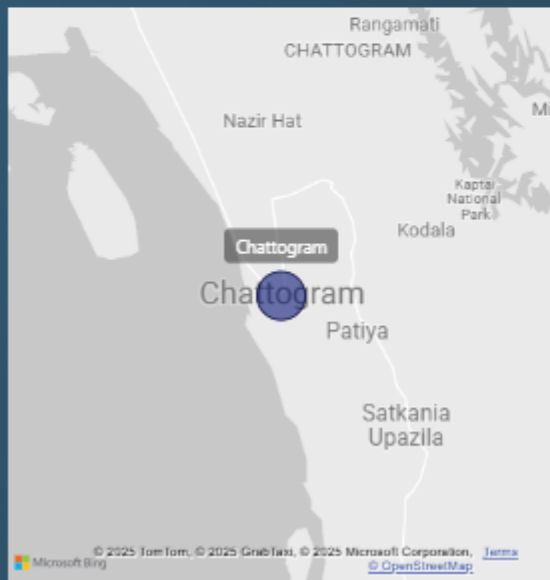 Rangamati
CHATTOGRAM
Nazir Hat
Kaptai
National
Park
Kodala
Chattogram
Chattogram
Patiya
Satkania
Upazila
© 2025 TomTom, © 2025 GrabTaxi, © 2025 Microsoft Corporation, Terms
Microsoft Bing
© OpenStreetMap